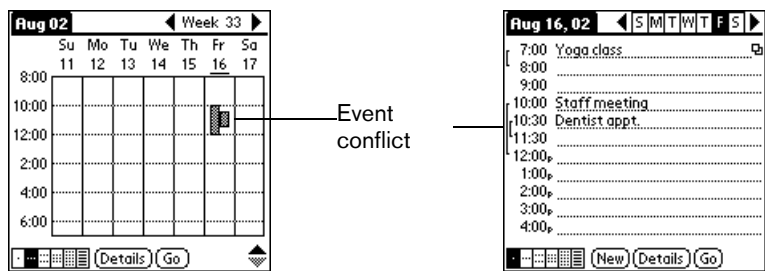 Aug 02 Week 33
Su Mo Tu We Th Fr Sa
11 12 13 14 15 16 17
8:00
10:00
12:00
2:00
4:00
6:00
Details Go
Event
conflict
Aug 16, 02 S M T W T F S
7:00 Yoga class
8:00
9:00
10:00 Staff meeting
10:30 Dentist appt.
11:30
12:00p
1:00p
2:00p
3:00p
4:00p
New Details Go